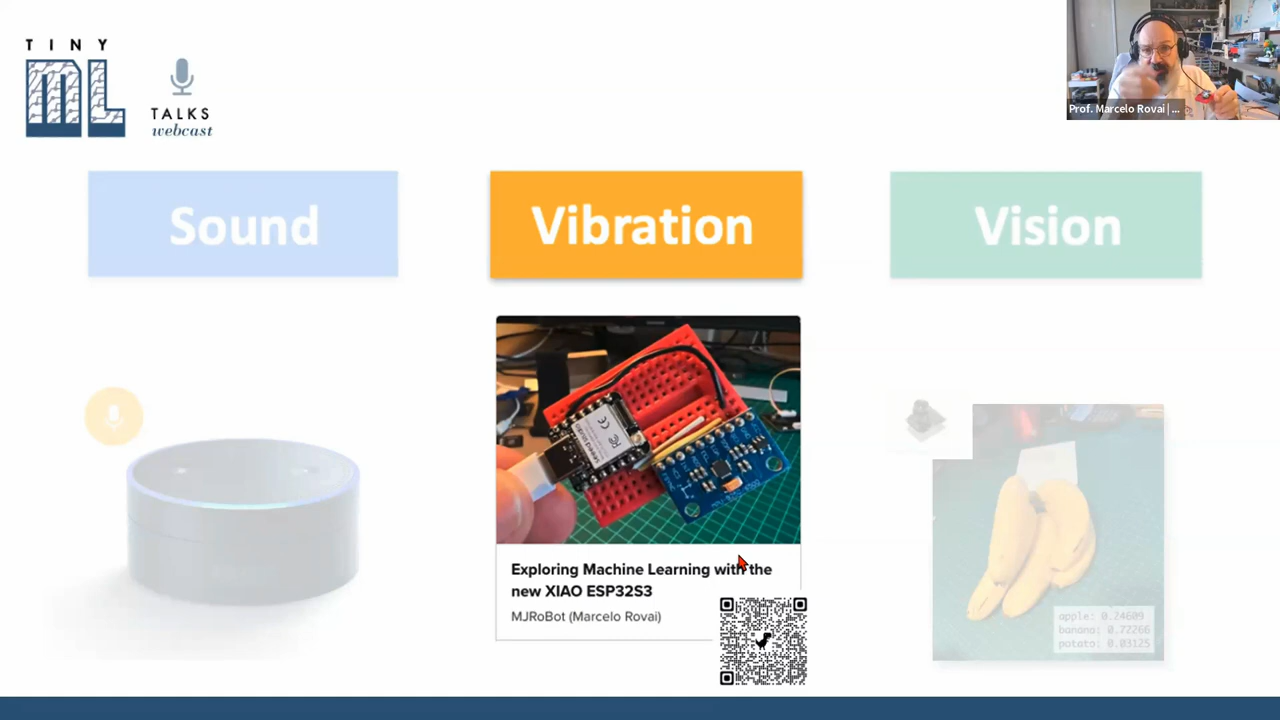 TINY
ML
TALKS
webcast
Prof. Marcelo Rovai | ...
Sound
Vibration
Vision
Exploring Machine Learning with the
new XIAO ESP32S3
MJRoBot (Marcelo Rovai)
apple: 0.24609
banana: 0.72266
potato: 0.03125